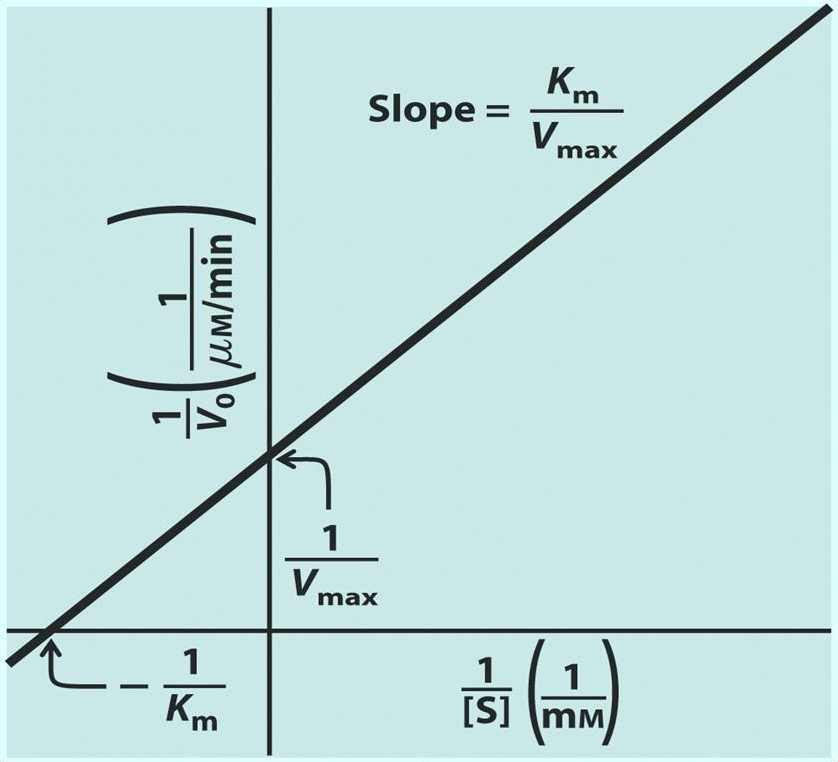 Slope = Km/Vmax
1/V0 (1/μM/min)
1/Vmax
− 1/Km
1/[S] (1/mM)